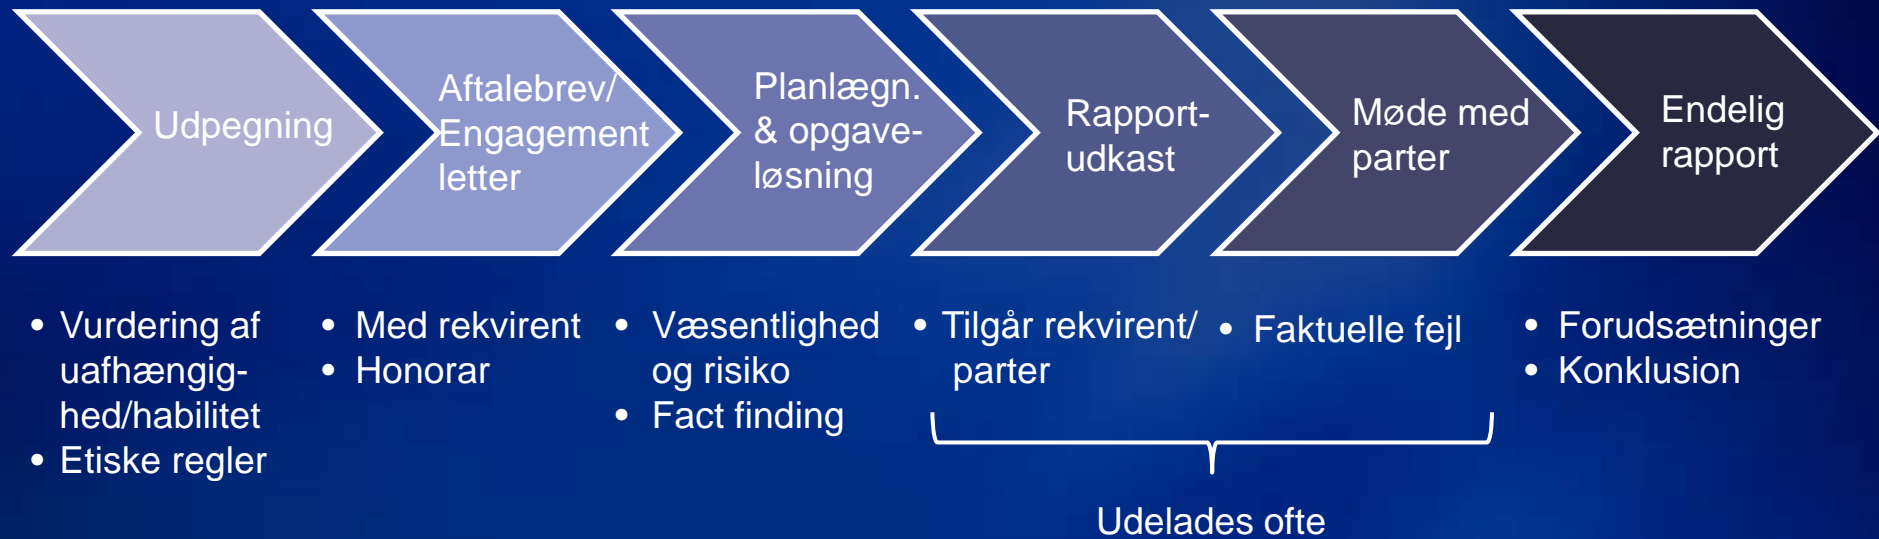 Udpegning
Aftalebrev/
Engagement
letter
Planlægn.
& opgave-
løsning
Rapport-
udkast
Møde med
parter
Endelig
rapport
• Vurdering af
uafhængig-
hed/habilitet
• Etiske regler
• Med rekvirent
• Honorar
• Væsentlighed
og risiko
• Fact finding
• Tilgår rekvirent/
parter
• Faktuelle fejl
• Forudsætninger
• Konklusion
Udelades ofte